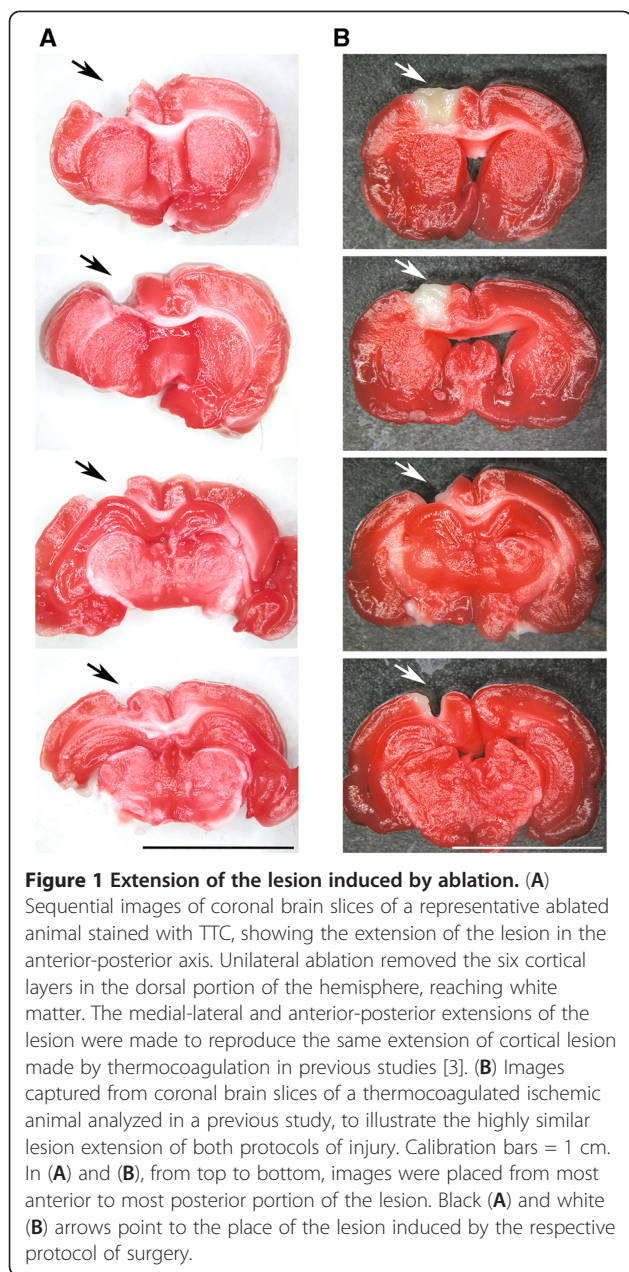 A
B
Figure 1 Extension of the lesion induced by ablation. (A)
Sequential images of coronal brain slices of a representative ablated
animal stained with TTC, showing the extension of the lesion in the
anterior-posterior axis. Unilateral ablation removed the six cortical
layers in the dorsal portion of the hemisphere, reaching white
matter. The medial-lateral and anterior-posterior extensions of the
lesion were made to reproduce the same extension of cortical lesion
made by thermocoagulation in previous studies [3]. (B) Images
captured from coronal brain slices of a thermocoagulated ischemic
animal analyzed in a previous study, to illustrate the highly similar
lesion extension of both protocols of injury. Calibration bars = 1 cm.
In (A) and (B), from top to bottom, images were placed from most
anterior to most posterior portion of the lesion. Black (A) and white
(B) arrows point to the place of the lesion induced by the respective
protocol of surgery.